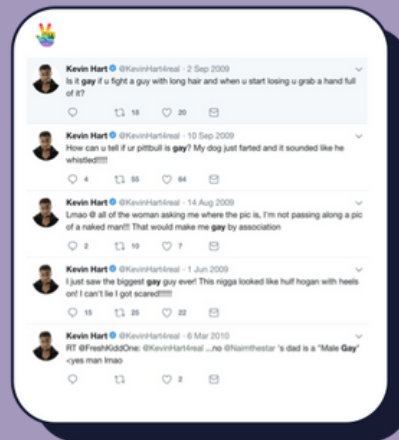 Kevin Hart @KevinHart4real · 2 Sep 2009
Is it gay if u fight a guy with long hair and when u start losing u grab a hand full
of it?
16 20
Kevin Hart @KevinHart4real · 10 Sep 2009
How can u tell if ur pittbull is gay? My dog just farted and it sounded like he
whistled!!!!!
4 55 64
Kevin Hart @KevinHart4real · 14 Aug 2009
Lmao @ all of the woman asking me where the pic is, I'm not passing along a pic
of a naked man!!! That would make me gay by association
2 10 7
Kevin Hart @KevinHart4real · 1 Jun 2009
I just saw the biggest gay guy ever! This nigga looked like hulf hogan with heels
on! I can't lie I got scared!!!!!!
15 25 22
Kevin Hart @KevinHart4real · 6 Mar 2010
RT @FreshKiddOne: @KevinHart4real ...no @Naimthestar 's dad is a "Male Gay"
<yes man lmao
2